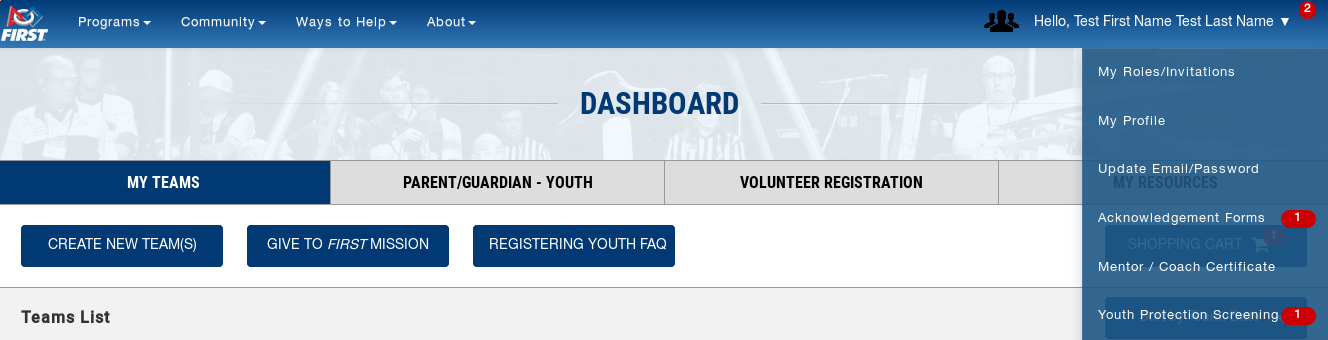 FIRST
Programs
Community
Ways to Help
About
Hello, Test First Name Test Last Name ▼
2
DASHBOARD
MY TEAMS
PARENT/GUARDIAN - YOUTH
VOLUNTEER REGISTRATION
MY RESOURCES
CREATE NEW TEAM(S)
GIVE TO FIRST MISSION
REGISTERING YOUTH FAQ
SHOPPING CART 1
Teams List
My Roles/Invitations
My Profile
Update Email/Password
Acknowledgement Forms 1
Mentor / Coach Certificate
Youth Protection Screening 1